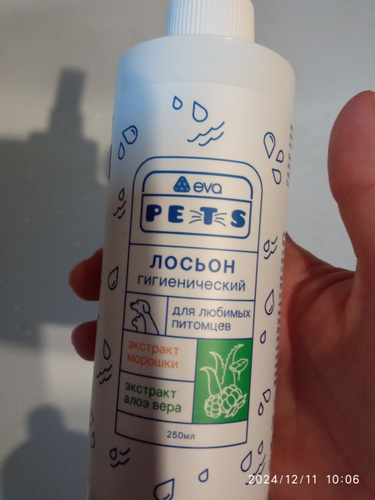 eva
PETS
ЛОСЬОН
гигиенический
для любимых
питомцев
экстракт
морошки
экстракт
алоэ вера
250мл
2024/12/11 10:06